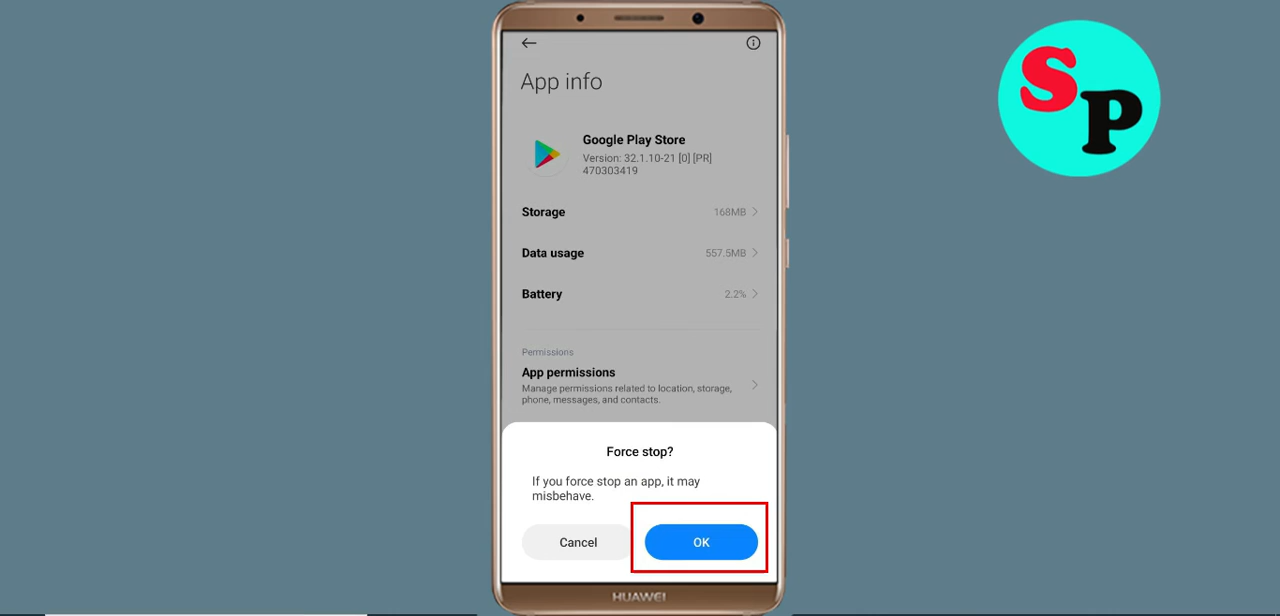 App info
Google Play Store
Version: 32.1.10-21 [0] [PR]
470303419
Storage
168MB
Data usage
557.5MB
Battery
2.2%
Permissions
App permissions
Manage permissions related to location, storage,
phone, messages, and contacts.
Force stop?
If you force stop an app, it may
misbehave.
Cancel
OK
HUAWEI
SP